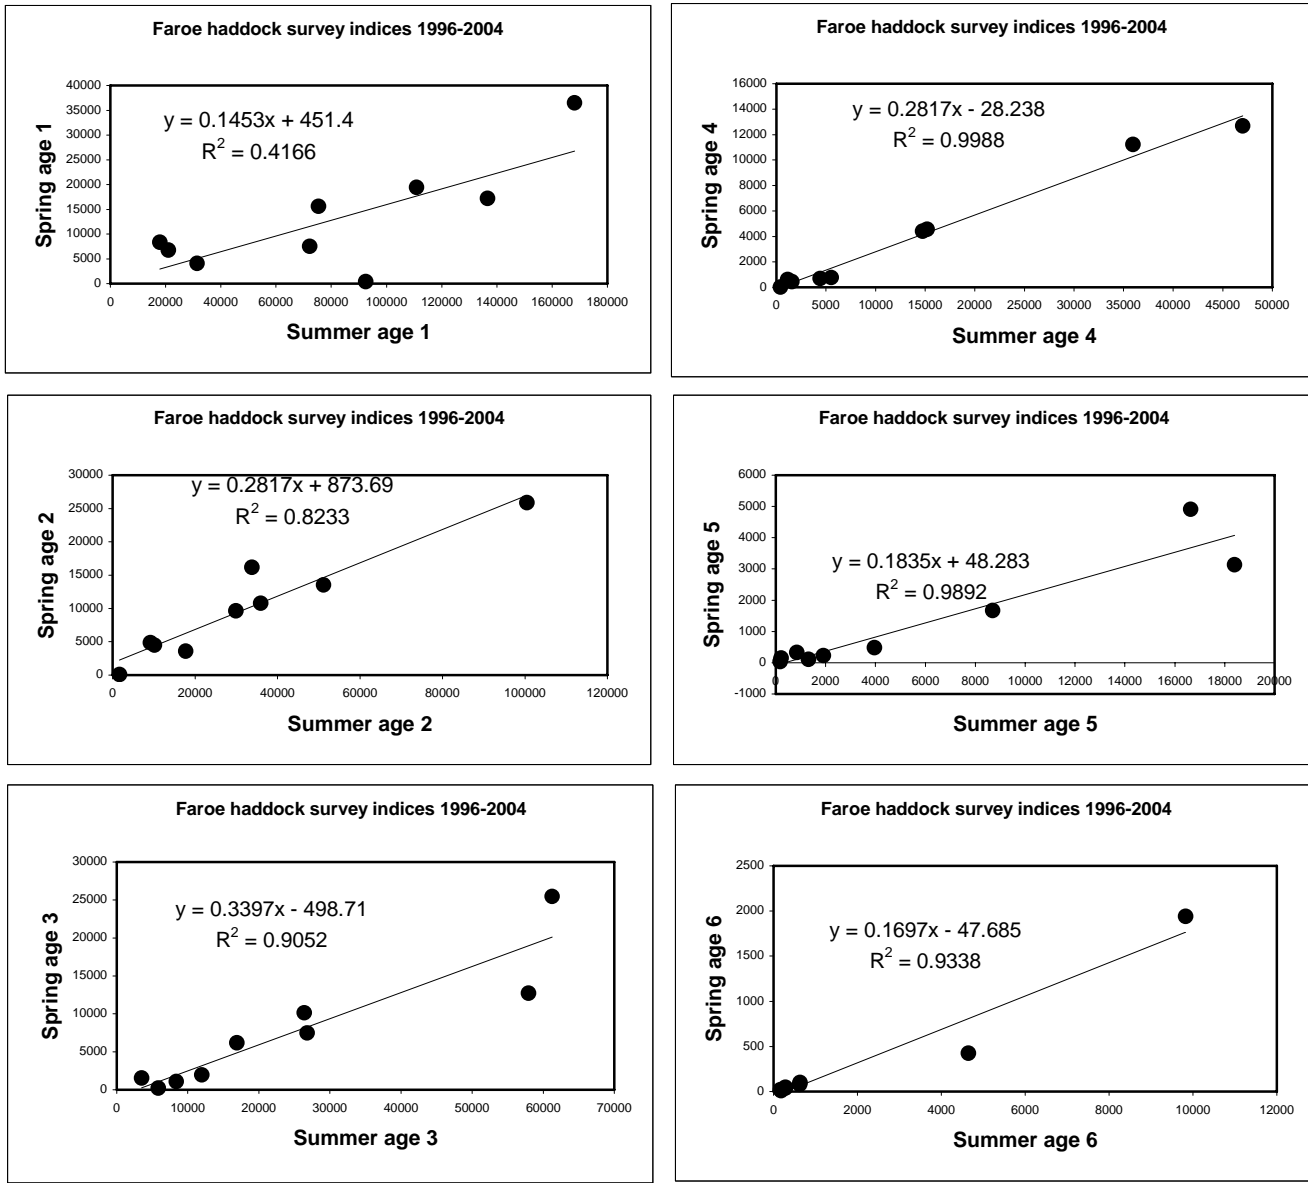 Faroe haddock survey indices 1996-2004
y = 0.1453x + 451.4
R² = 0.4166
40000
35000
30000
25000
20000
15000
10000
5000
0
0 20000 40000 60000 80000 100000 120000 140000 160000 180000
Spring age 1
Summer age 1
Faroe haddock survey indices 1996-2004
y = 0.2817x - 28.238
R² = 0.9988
16000
14000
12000
10000
8000
6000
4000
2000
0
0 5000 10000 15000 20000 25000 30000 35000 40000 45000 50000
Spring age 4
Summer age 4
Faroe haddock survey indices 1996-2004
y = 0.2817x + 873.69
R² = 0.8233
30000
25000
20000
15000
10000
5000
0
0 20000 40000 60000 80000 100000 120000
Spring age 2
Summer age 2
Faroe haddock survey indices 1996-2004
y = 0.1835x + 48.283
R² = 0.9892
6000
5000
4000
3000
2000
1000
0
-1000
0 2000 4000 6000 8000 10000 12000 14000 16000 18000 20000
Spring age 5
Summer age 5
Faroe haddock survey indices 1996-2004
y = 0.3397x - 498.71
R² = 0.9052
30000
25000
20000
15000
10000
5000
0
0 10000 20000 30000 40000 50000 60000 70000
Spring age 3
Summer age 3
Faroe haddock survey indices 1996-2004
y = 0.1697x - 47.685
R² = 0.9338
2500
2000
1500
1000
500
0
0 2000 4000 6000 8000 10000 12000
Spring age 6
Summer age 6